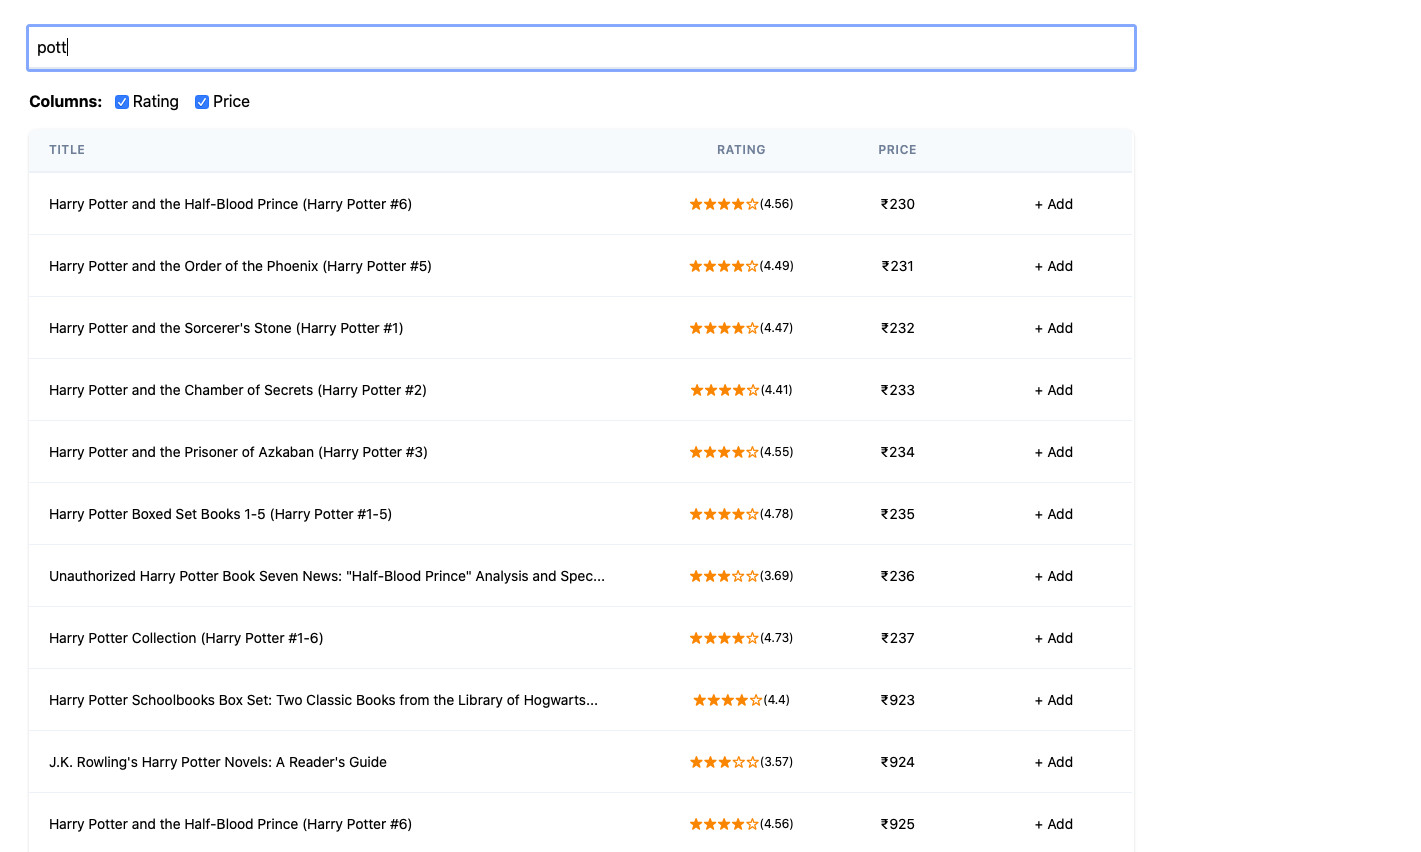 pott
Columns: Rating Price
TITLE RATING PRICE
Harry Potter and the Half-Blood Prince (Harry Potter #6) (4.56) ₹230 + Add
Harry Potter and the Order of the Phoenix (Harry Potter #5) (4.49) ₹231 + Add
Harry Potter and the Sorcerer's Stone (Harry Potter #1) (4.47) ₹232 + Add
Harry Potter and the Chamber of Secrets (Harry Potter #2) (4.41) ₹233 + Add
Harry Potter and the Prisoner of Azkaban (Harry Potter #3) (4.55) ₹234 + Add
Harry Potter Boxed Set Books 1-5 (Harry Potter #1-5) (4.78) ₹235 + Add
Unauthorized Harry Potter Book Seven News: "Half-Blood Prince" Analysis and Spec... (3.69) ₹236 + Add
Harry Potter Collection (Harry Potter #1-6) (4.73) ₹237 + Add
Harry Potter Schoolbooks Box Set: Two Classic Books from the Library of Hogwarts... (4.4) ₹923 + Add
J.K. Rowling's Harry Potter Novels: A Reader's Guide (3.57) ₹924 + Add
Harry Potter and the Half-Blood Prince (Harry Potter #6) (4.56) ₹925 + Add